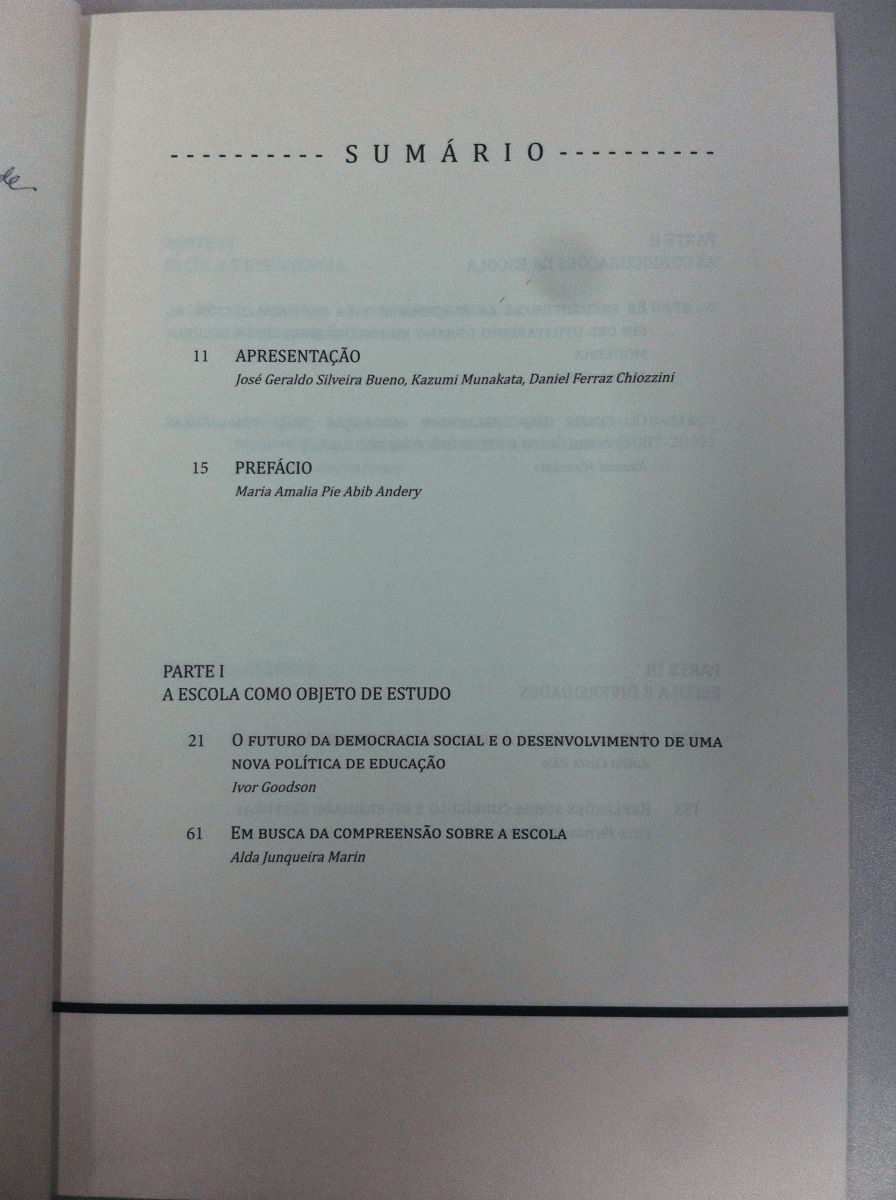 de
---------- SUMÁRIO ----------
11 APRESENTAÇÃO
José Geraldo Silveira Bueno, Kazumi Munakata, Daniel Ferraz Chiozzini
15 PREFÁCIO
Maria Amalia Pie Abib Andery
PARTE I
A ESCOLA COMO OBJETO DE ESTUDO
21 O FUTURO DA DEMOCRACIA SOCIAL E O DESENVOLVIMENTO DE UMA
NOVA POLÍTICA DE EDUCAÇÃO
Ivor Goodson
61 EM BUSCA DA COMPREENSÃO SOBRE A ESCOLA
Alda Junqueira Marin